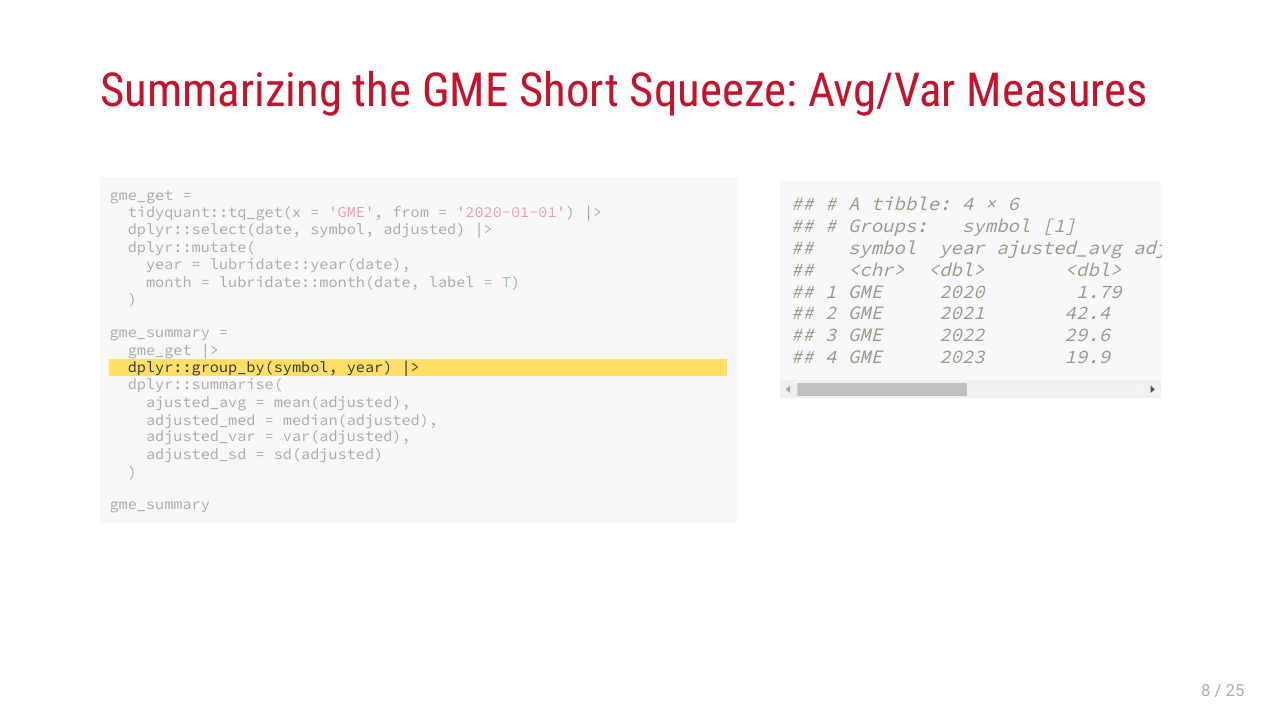 Summarizing the GME Short Squeeze: Avg/Var Measures
gme_get =
  tidyquant::tq_get(x = 'GME', from = '2020-01-01') |>
  dplyr::select(date, symbol, adjusted) |>
  dplyr::mutate(
    year = lubridate::year(date),
    month = lubridate::month(date, label = T)
  )
gme_summary =
  gme_get |>
  dplyr::group_by(symbol, year) |>
  dplyr::summarise(
    ajusted_avg = mean(adjusted),
    adjusted_med = median(adjusted),
    adjusted_var = var(adjusted),
    adjusted_sd = sd(adjusted)
  )
gme_summary
## # A tibble: 4 × 6
## # Groups:   symbol [1]
##   symbol  year ajusted_avg adj
##   <chr>  <dbl>       <dbl>
## 1 GME     2020        1.79
## 2 GME     2021       42.4
## 3 GME     2022       29.6
## 4 GME     2023       19.9
8 / 25